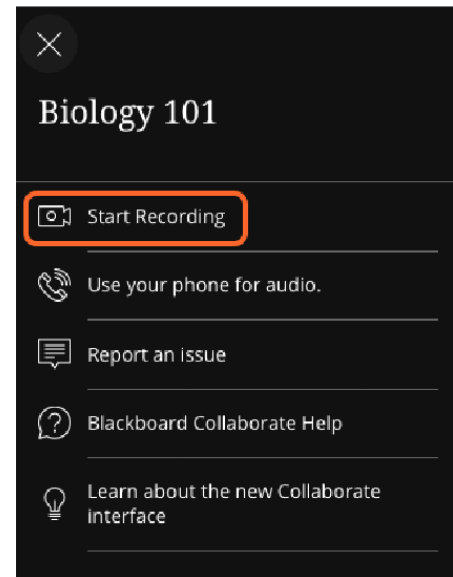 Biology 101
Start Recording
Use your phone for audio.
Report an issue
Blackboard Collaborate Help
Learn about the new Collaborate
interface